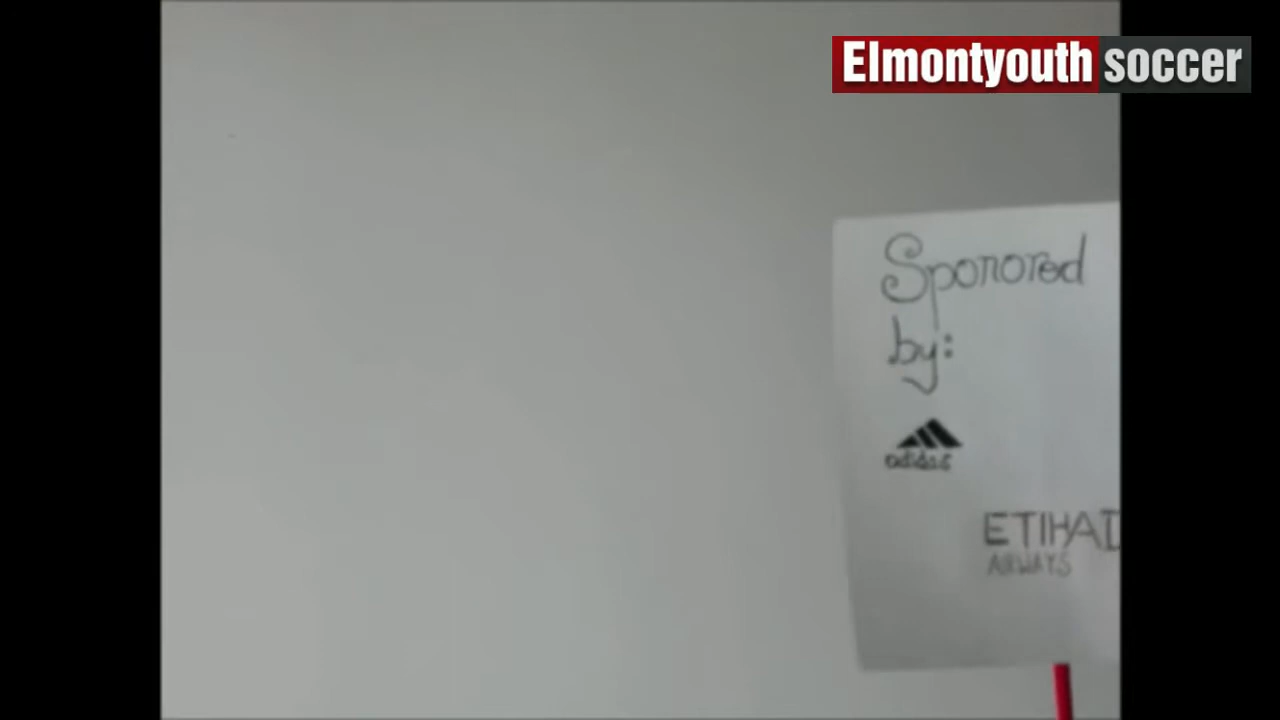 Elmontyouth soccer
Sponored
by:
adidas
ETIHAD
AIRWAYS